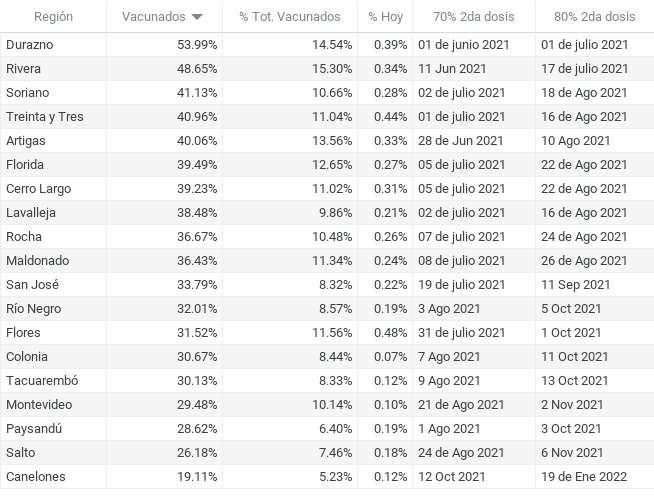 Región Vacunados % Tot. Vacunados % Hoy 70% 2da dosis 80% 2da dosis
Durazno 53.99% 14.54% 0.39% 01 de junio 2021 01 de julio 2021
Rivera 48.65% 15.30% 0.34% 11 Jun 2021 17 de julio 2021
Soriano 41.13% 10.66% 0.28% 02 de julio 2021 18 de Ago 2021
Treinta y Tres 40.96% 11.04% 0.44% 01 de julio 2021 16 de Ago 2021
Artigas 40.06% 13.56% 0.33% 28 de Jun 2021 10 Ago 2021
Florida 39.49% 12.65% 0.27% 05 de julio 2021 22 de Ago 2021
Cerro Largo 39.23% 11.02% 0.31% 05 de julio 2021 22 de Ago 2021
Lavalleja 38.48% 9.86% 0.21% 02 de julio 2021 16 de Ago 2021
Rocha 36.67% 10.48% 0.26% 07 de julio 2021 24 de Ago 2021
Maldonado 36.43% 11.34% 0.24% 08 de julio 2021 26 de Ago 2021
San José 33.79% 8.32% 0.22% 19 de julio 2021 11 Sep 2021
Río Negro 32.01% 8.57% 0.19% 3 Ago 2021 5 Oct 2021
Flores 31.52% 11.56% 0.48% 31 de julio 2021 1 Oct 2021
Colonia 30.67% 8.44% 0.07% 7 Ago 2021 11 Oct 2021
Tacuarembó 30.13% 8.33% 0.12% 9 Ago 2021 13 Oct 2021
Montevideo 29.48% 10.14% 0.10% 21 de Ago 2021 2 Nov 2021
Paysandú 28.62% 6.40% 0.19% 1 Ago 2021 3 Oct 2021
Salto 26.18% 7.46% 0.18% 24 de Ago 2021 6 Nov 2021
Canelones 19.11% 5.23% 0.12% 12 Oct 2021 19 de Ene 2022